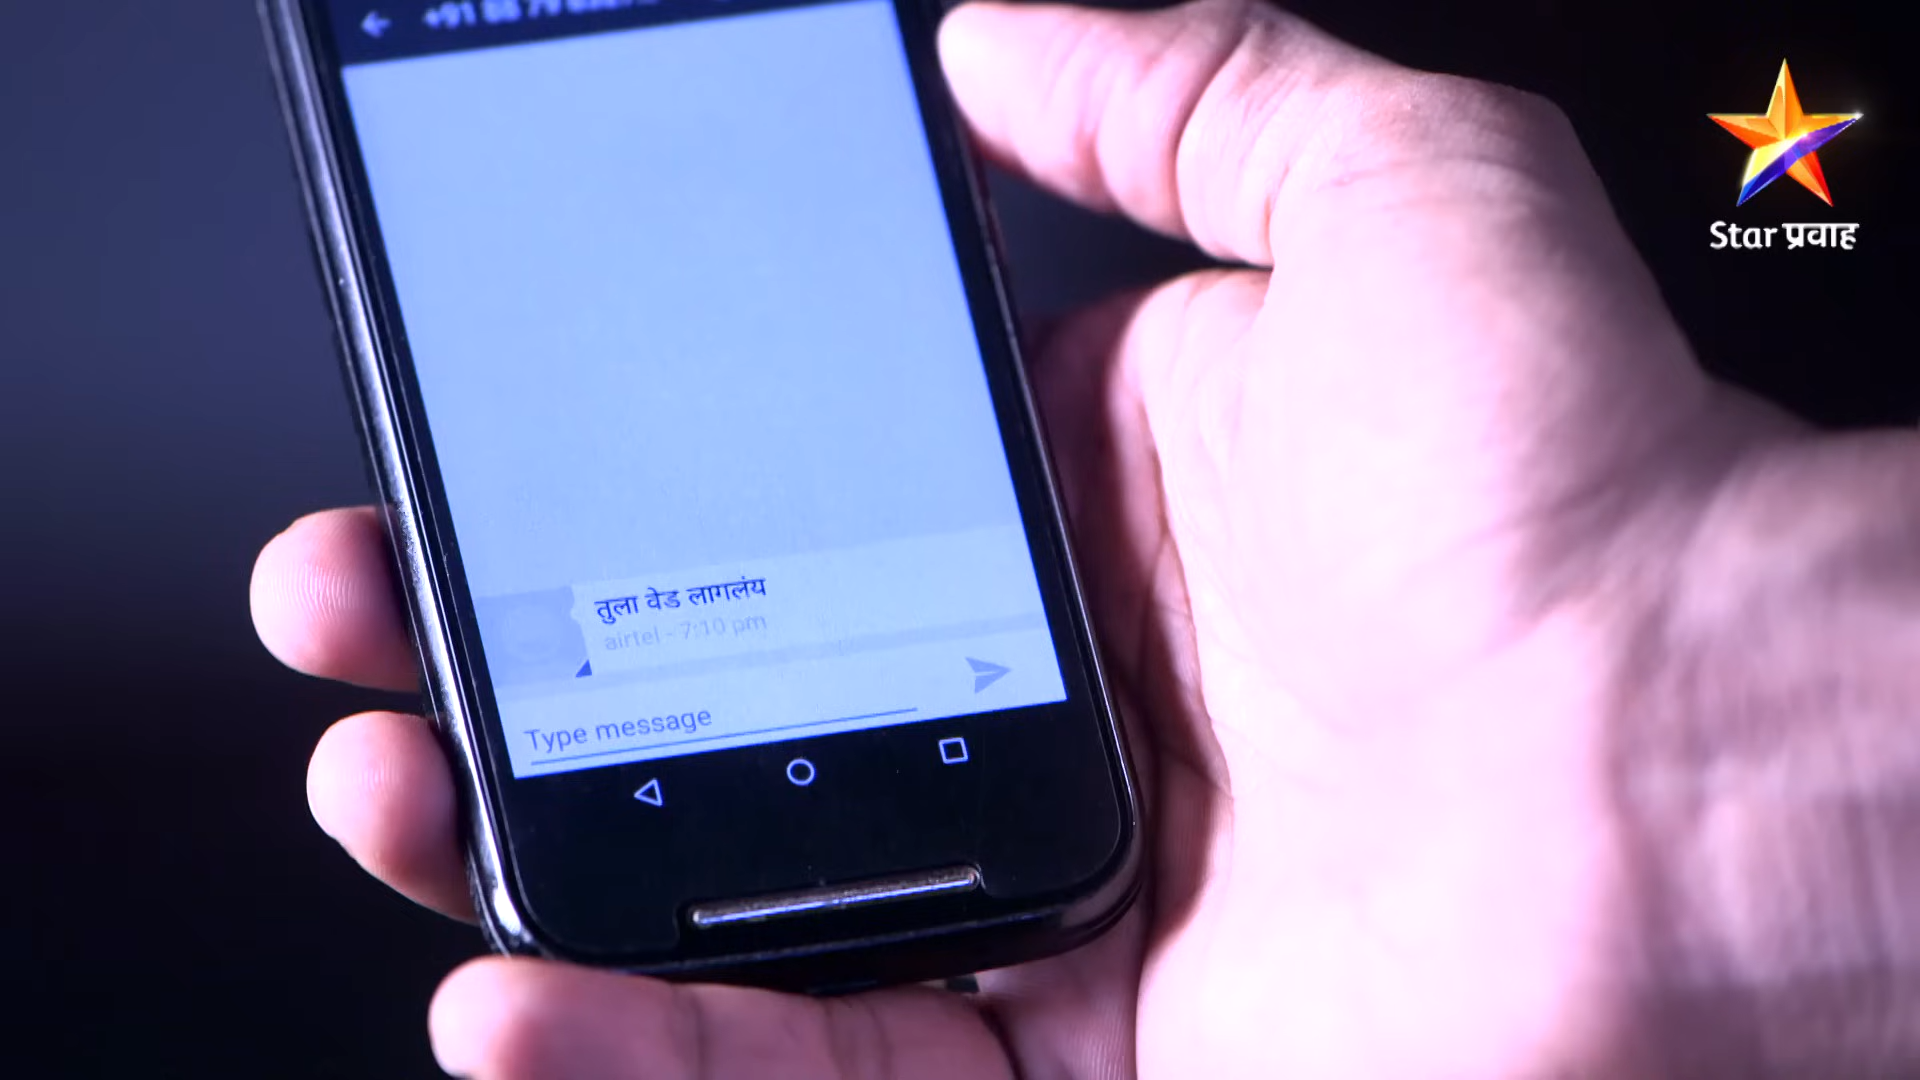 Star प्रवाह
तुला वेड लागलंय
airtel - 7:10 pm
Type message